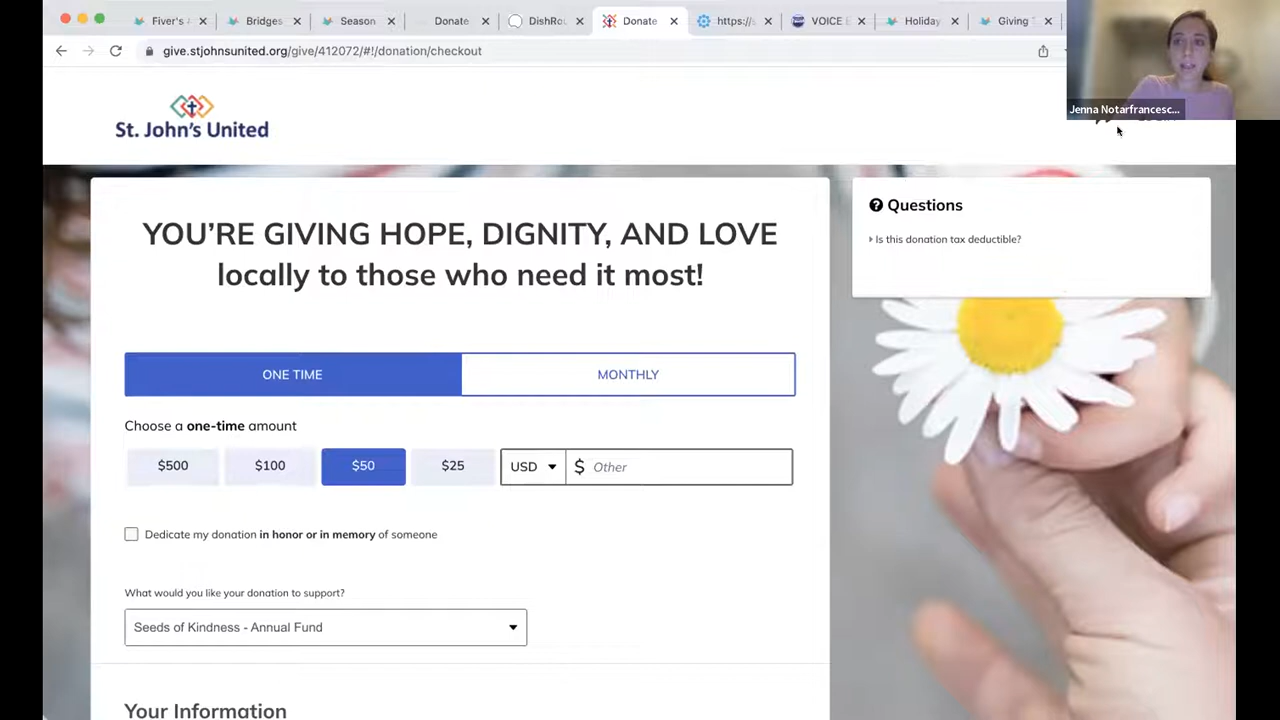 Fiver's A
Bridges
Season
Donate
DishRo
Donate
https://
VOICE E
Holiday
Giving T
give.stjohnsunited.org/give/412072/#!/donation/checkout
Jenna Notarfrancesc...
St. John's United
YOU'RE GIVING HOPE, DIGNITY, AND LOVE
locally to those who need it most!
Questions
Is this donation tax deductible?
ONE TIME
MONTHLY
Choose a one-time amount
$500
$100
$50
$25
USD
$ Other
Dedicate my donation in honor or in memory of someone
What would you like your donation to support?
Seeds of Kindness - Annual Fund
Your Information